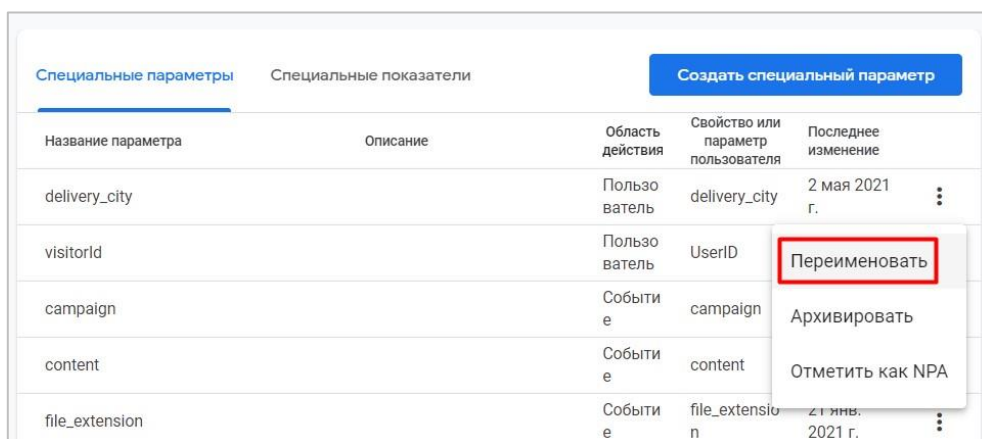 Специальные параметры Специальные показатели Создать специальный параметр
Название параметра Описание Область действия Свойство или параметр пользователя Последнее изменение
delivery_city Пользо
ватель delivery_city 2 мая 2021
г.
visitorId Пользо
ватель UserID
Переименовать
campaign Событи
е campaign
Архивировать
content Событи
е content
Отметить как NPA
file_extension Событи
е file_extensio
n 21 янв.
2021 г.